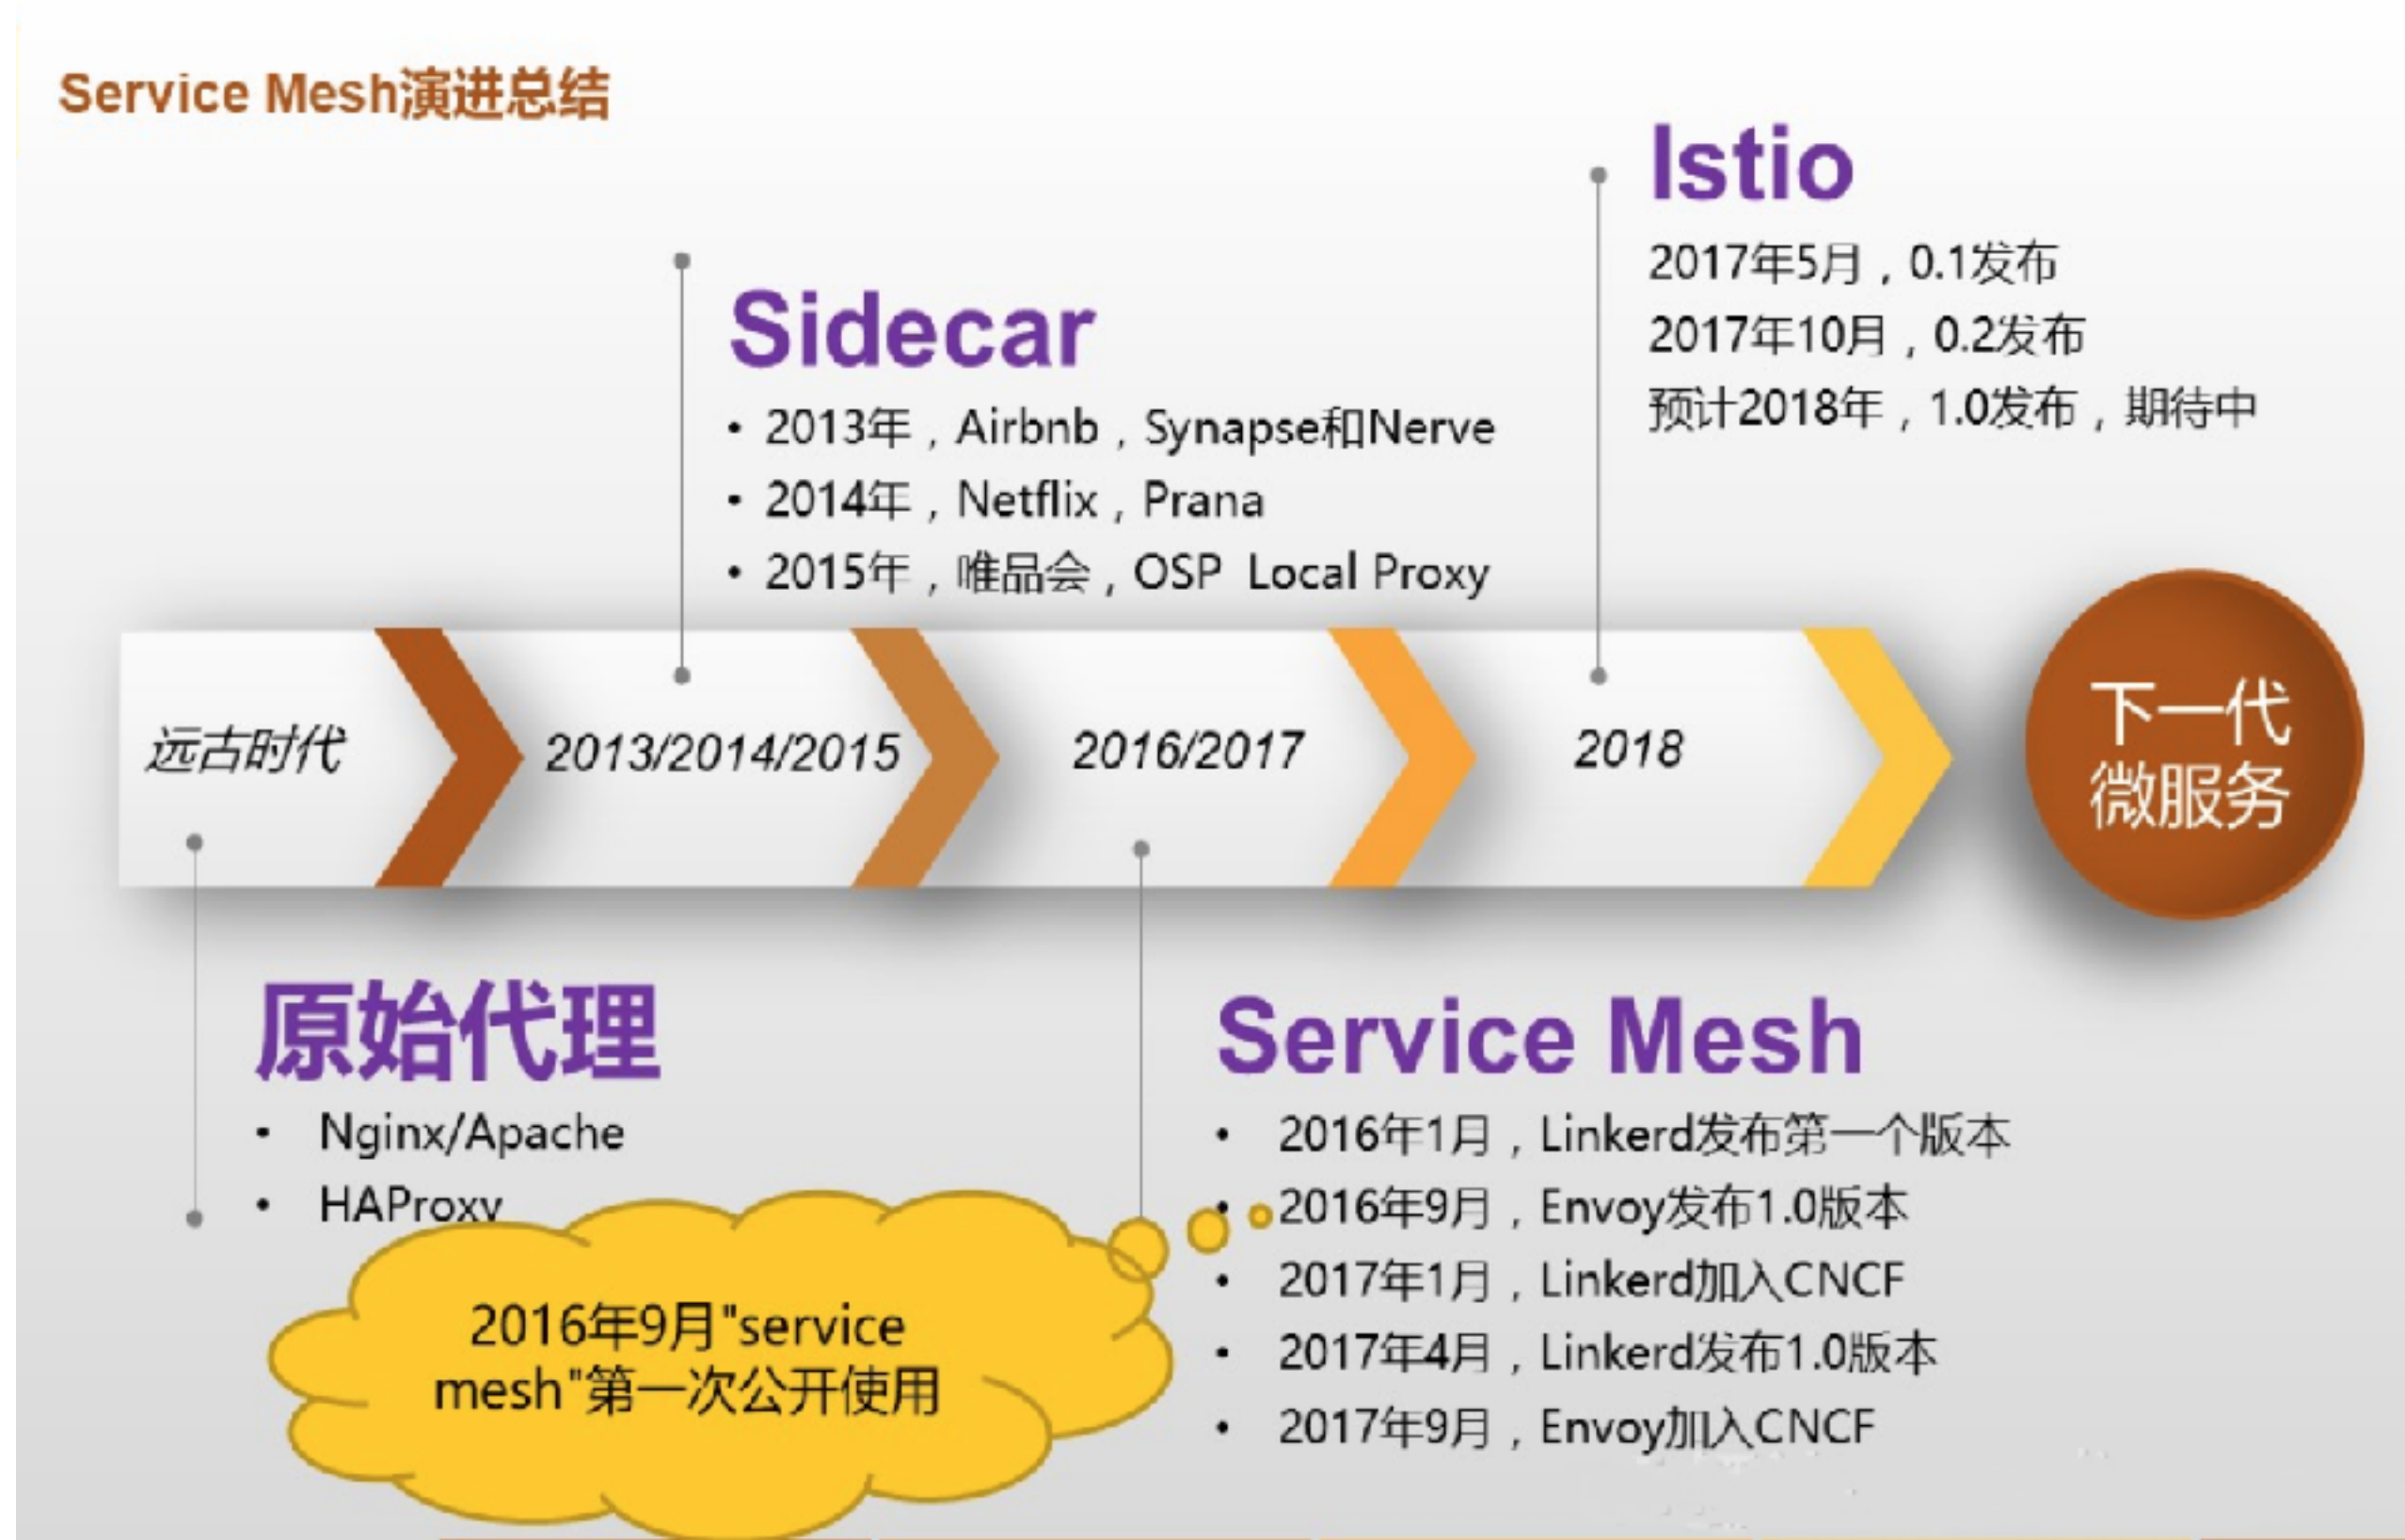 Service Mesh演进总结
Istio
2017年5月，0.1发布
2017年10月，0.2发布
预计2018年，1.0发布，期待中
Sidecar
• 2013年，Airbnb，Synapse和Nerve
• 2014年，Netflix，Prana
• 2015年，唯品会，OSP Local Proxy
远古时代
2013/2014/2015
2016/2017
2018
下一代
微服务
原始代理
• Nginx/Apache
• HAProxy
2016年9月"service
mesh"第一次公开使用
Service Mesh
• 2016年1月，Linkerd发布第一个版本
• 2016年9月，Envoy发布1.0版本
• 2017年1月，Linkerd加入CNCF
• 2017年4月，Linkerd发布1.0版本
• 2017年9月，Envoy加入CNCF